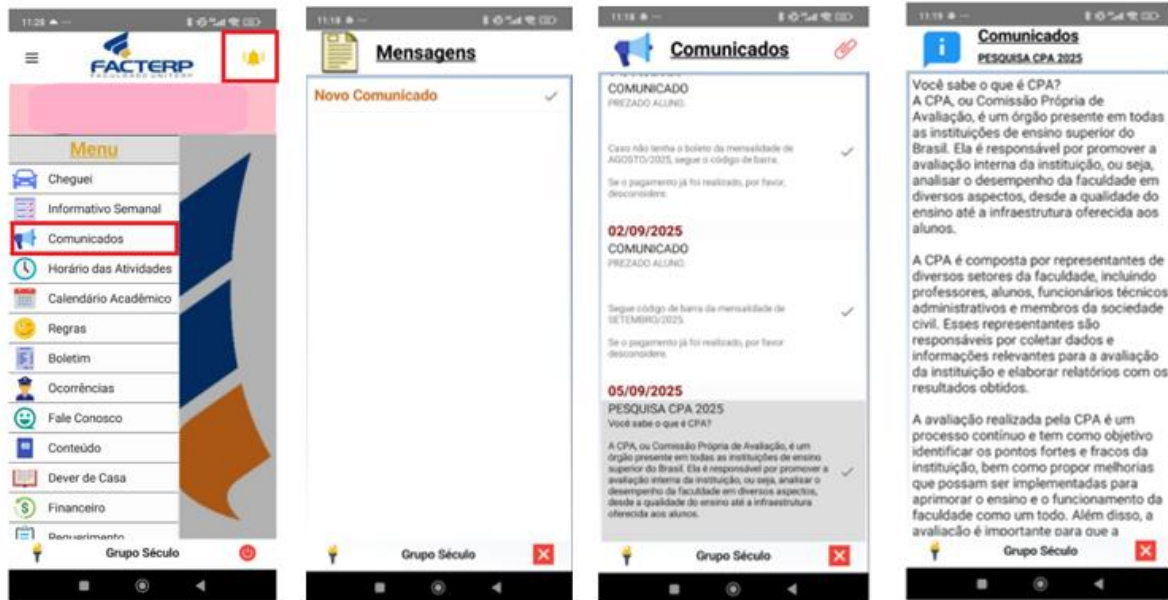 11:28
FACTERP
FACULDADE UNITERP
Menu
Cheguei
Informativo Semanal
Comunicados
Horário das Atividades
Calendário Acadêmico
Regras
Boletim
Ocorrências
Fale Conosco
Conteúdo
Dever de Casa
Financeiro
Requerimento
Grupo Século
11:18
Mensagens
Novo Comunicado
Grupo Século
11:18
Comunicados
COMUNICADO
PREZADO ALUNO.
Caso não tenha o boleto da mensalidade de
AGOSTO/2025, segue o código de barra.
Se o pagamento já foi realizado, por favor,
desconsidere.
02/09/2025
COMUNICADO
PREZADO ALUNO.
Segue código de barra da mensalidade de
SETEMBRO/2025
Se o pagamento já foi realizado, por favor
desconsidere.
05/09/2025
PESQUISA CPA 2025
Você sabe o que é CPA?
A CPA, ou Comissão Própria de Avaliação, é um
órgão presente em todas as instituições de ensino
superior do Brasil. Ela é responsável por promover a
avaliação interna da instituição, ou seja, analisar o
desempenho da faculdade em diversos aspectos,
desde a qualidade do ensino até a infraestrutura
oferecida aos alunos.
Grupo Século
11:19
Comunicados
PESQUISA CPA 2025
Você sabe o que é CPA?
A CPA, ou Comissão Própria de
Avaliação, é um órgão presente em todas
as instituições de ensino superior do
Brasil. Ela é responsável por promover a
avaliação interna da instituição, ou seja,
analisar o desempenho da faculdade em
diversos aspectos, desde a qualidade do
ensino até a infraestrutura oferecida aos
alunos.
A CPA é composta por representantes de
diversos setores da faculdade, incluindo
professores, alunos, funcionários técnicos
administrativos e membros da sociedade
civil. Esses representantes são
responsáveis por coletar dados e
informações relevantes para a avaliação
da instituição e elaborar relatórios com os
resultados obtidos.
A avaliação realizada pela CPA é um
processo contínuo e tem como objetivo
identificar os pontos fortes e fracos da
instituição, bem como propor melhorias
que possam ser implementadas para
aprimorar o ensino e o funcionamento da
faculdade como um todo. Além disso, a
avaliação é importante para que a
Grupo Século